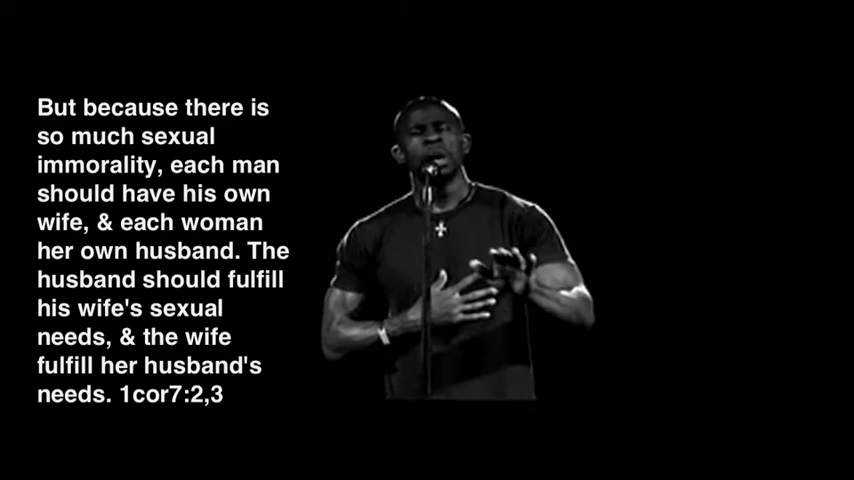 But because there is
so much sexual
immorality, each man
should have his own
wife, & each woman
her own husband. The
husband should fulfill
his wife's sexual
needs, & the wife
fulfill her husband's
needs. 1cor7:2,3